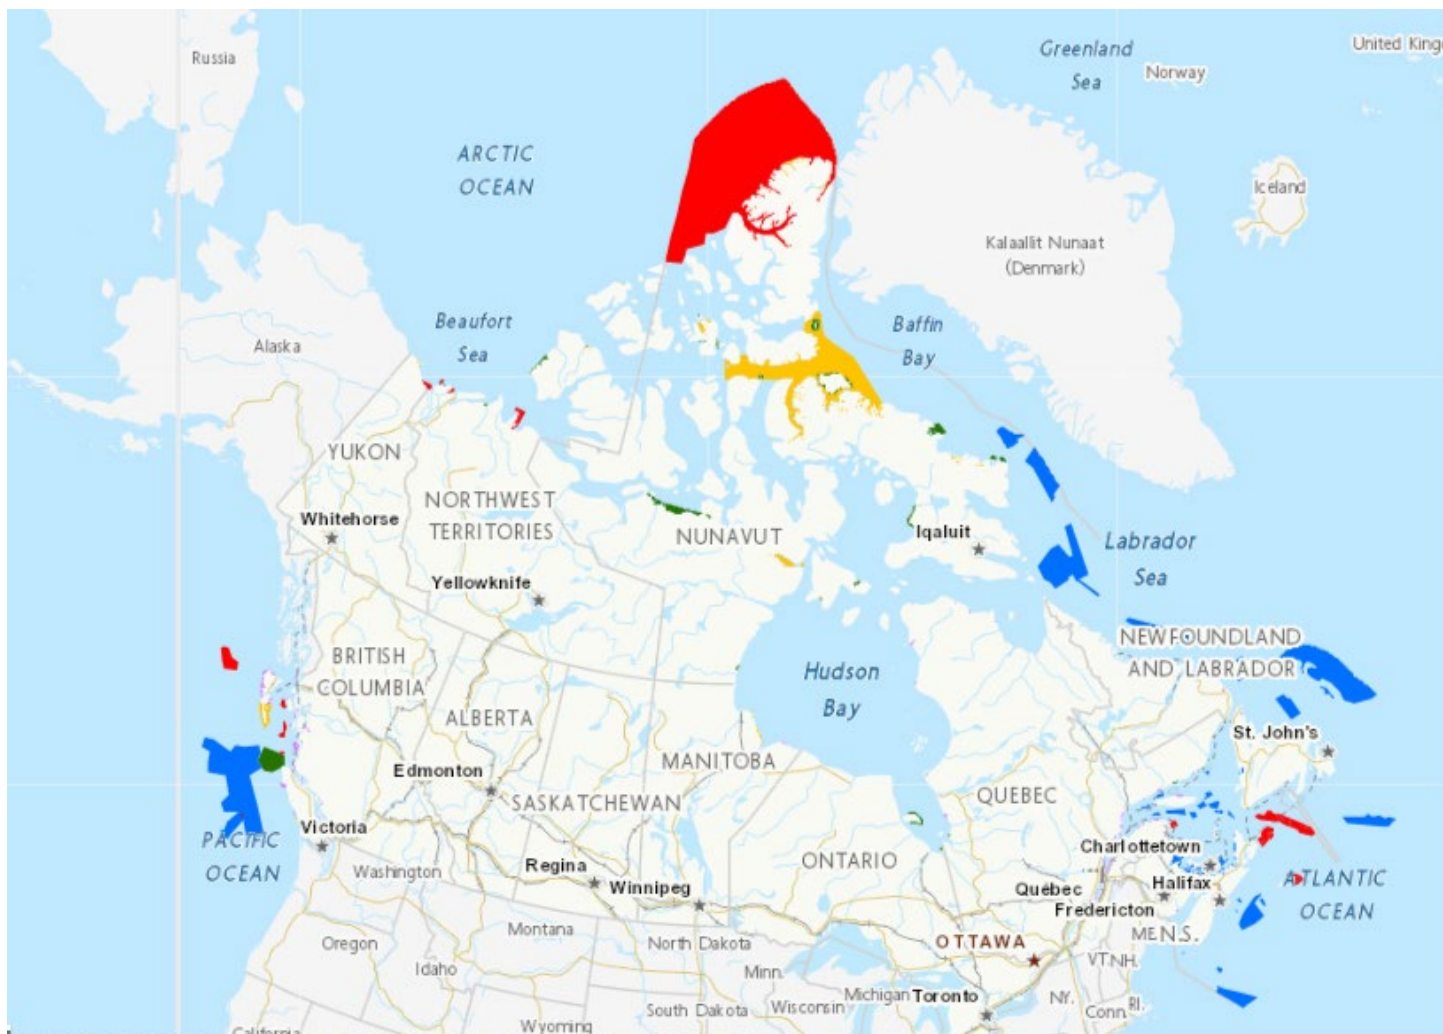 Russia
Greenland
Sea
United King
Norway
ARCTIC
OCEAN
Iceland
Kalaallit Nunaat
(Denmark)
Beaufort
Sea
Baffin
Bay
Alaska
YUKON
NORTHWEST
TERRITORIES
Whitehorse
NUNAVUT
Iqaluit
Labrador
Sea
Yellowknife
NEWFOUNDLAND
AND LABRADOR
BRITISH
COLUMBIA
Hudson
Bay
ALBERTA
St. John's
MANITOBA
Edmonton
SASKATCHEWAN
QUEBEC
Victoria
PACIFIC
OCEAN
Washington
Regina
Winnipeg
ONTARIO
Charlottetown
Québec
Halifax
Fredericton
ATLANTIC
OCEAN
Montana
North Dakota
OTTAWA
ME
N.S.
Oregon
Idaho
Minn.
VT.
NH.
South Dakota
Wisconsin
Michigan
Toronto
NY.
Conn.
RI.
Wyoming
California